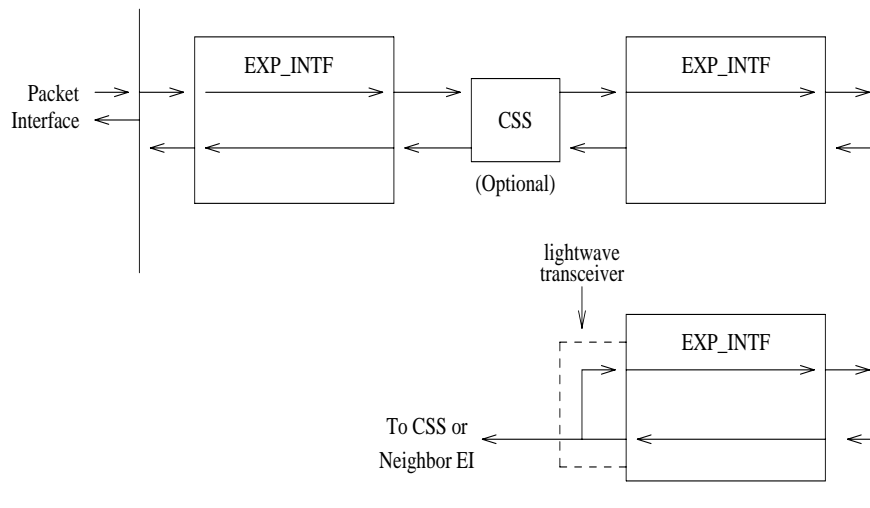 EXP_INTF
EXP_INTF
Packet
Interface
CSS
(Optional)
lightwave
transceiver
EXP_INTF
To CSS or
Neighbor EI